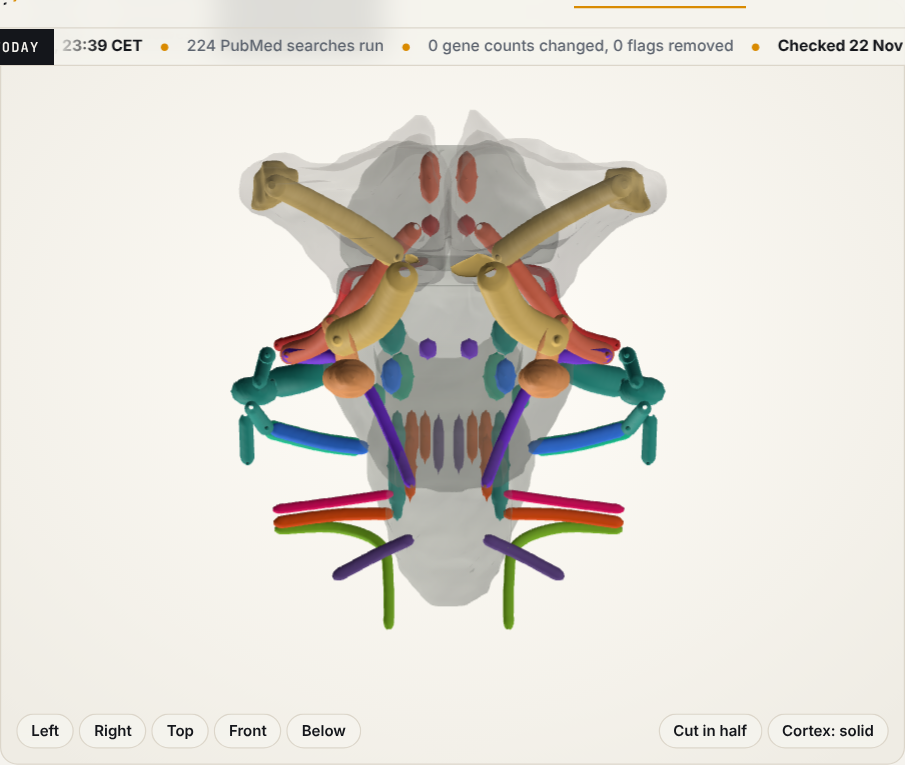 ODAY 23:39 CET • 224 PubMed searches run • 0 gene counts changed, 0 flags removed • Checked 22 Nov
Left Right Top Front Below Cut in half Cortex: solid